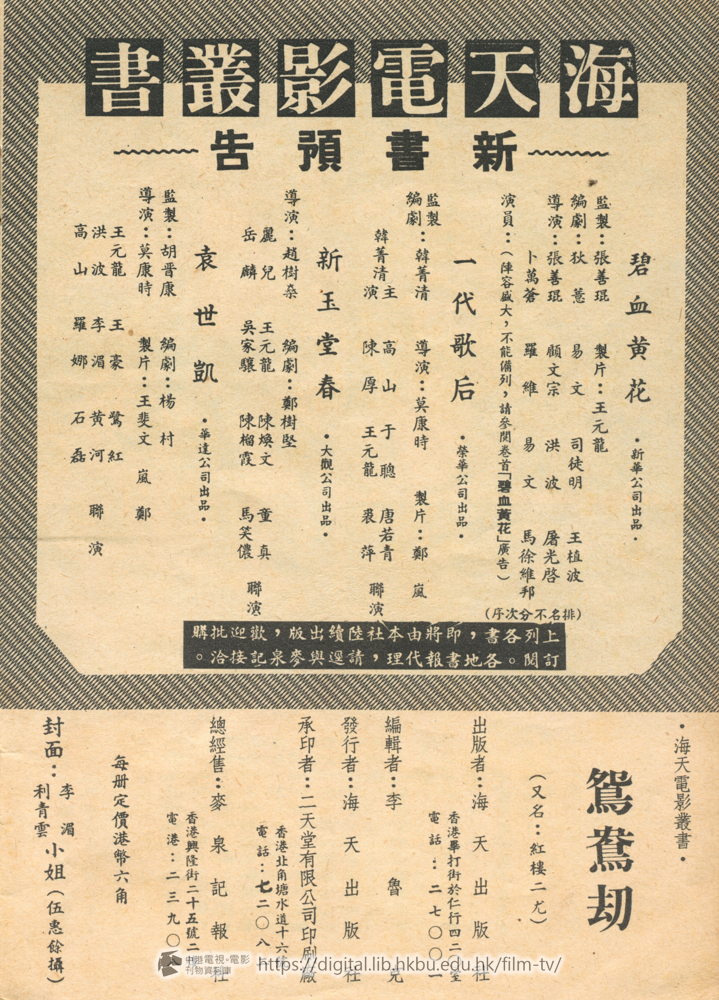 海天電影叢書
新書預告
碧血黄花 •新華公司出品•
監製：張善琨 製片：王元龍
編劇：狄薏 易文 司徒明 王植波
導演：張善琨 顧文宗 洪波 屠光啓
卜萬蒼 羅維 易文 馬徐維邦
(排名不分次序)
演員：（陣容盛大，不能備列，請參閱卷首「碧血黄花」廣告）
一代歌后 •榮華公司出品•
監製
編劇：韓菁清 導演：莫康時 製片：鄭嵐
韓菁清主演 高山 于聰 唐若青
陳厚 王元龍 裘萍 聯演
新玉堂春 •大觀公司出品•
導演：趙樹燊 編劇：鄭樹堅
麗兒 王元龍 陳煥文 童真
岳麟 吳家驤 陳榴霞 馬笑儂 聯演
袁世凱 •華達公司出品•
監製：胡晋康 編劇：楊村
導演：莫康時 製片：王斐文 嵐鄭
王元龍 王豪 鷺紅
洪波 李湄 黄河 聯演
高山 羅娜 石磊
上列各書，即將由本社陸續出版，歡迎批購
訂閱。各地書報代理，請逕與麥泉記接洽。
•海天電影叢書•
鴛鴦刼
（又名：紅樓二尤）
出版者：海天出版社
香港畢打街於仁行四二〇室
電話：二七〇〇一
編輯者：李魯克
發行者：海天出版社
承印者：二天堂有限公司印刷廠
香港北角塘水道十六
電話：七二〇八
總經售：麥泉記報社
香港興隆街二十五號二
電港：二三九〇
每册定價港幣六角
封面：李湄 利青雲 小姐（伍惠餘攝）
中港電視·電影
刊物資料庫
https://digital.lib.hkbu.edu.hk/film-tv/